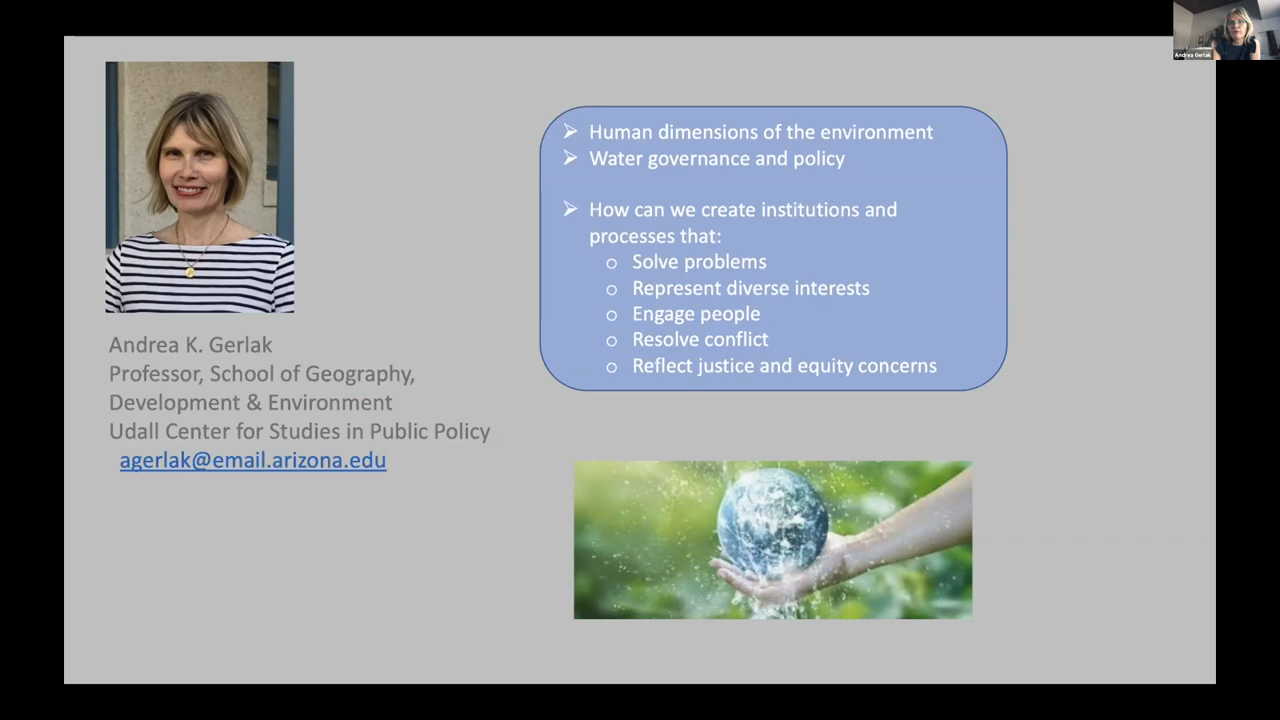 Andrea Gerlak
Human dimensions of the environment
Water governance and policy
How can we create institutions and
processes that:
Solve problems
Represent diverse interests
Engage people
Resolve conflict
Reflect justice and equity concerns
Andrea K. Gerlak
Professor, School of Geography,
Development & Environment
Udall Center for Studies in Public Policy
agerlak@email.arizona.edu